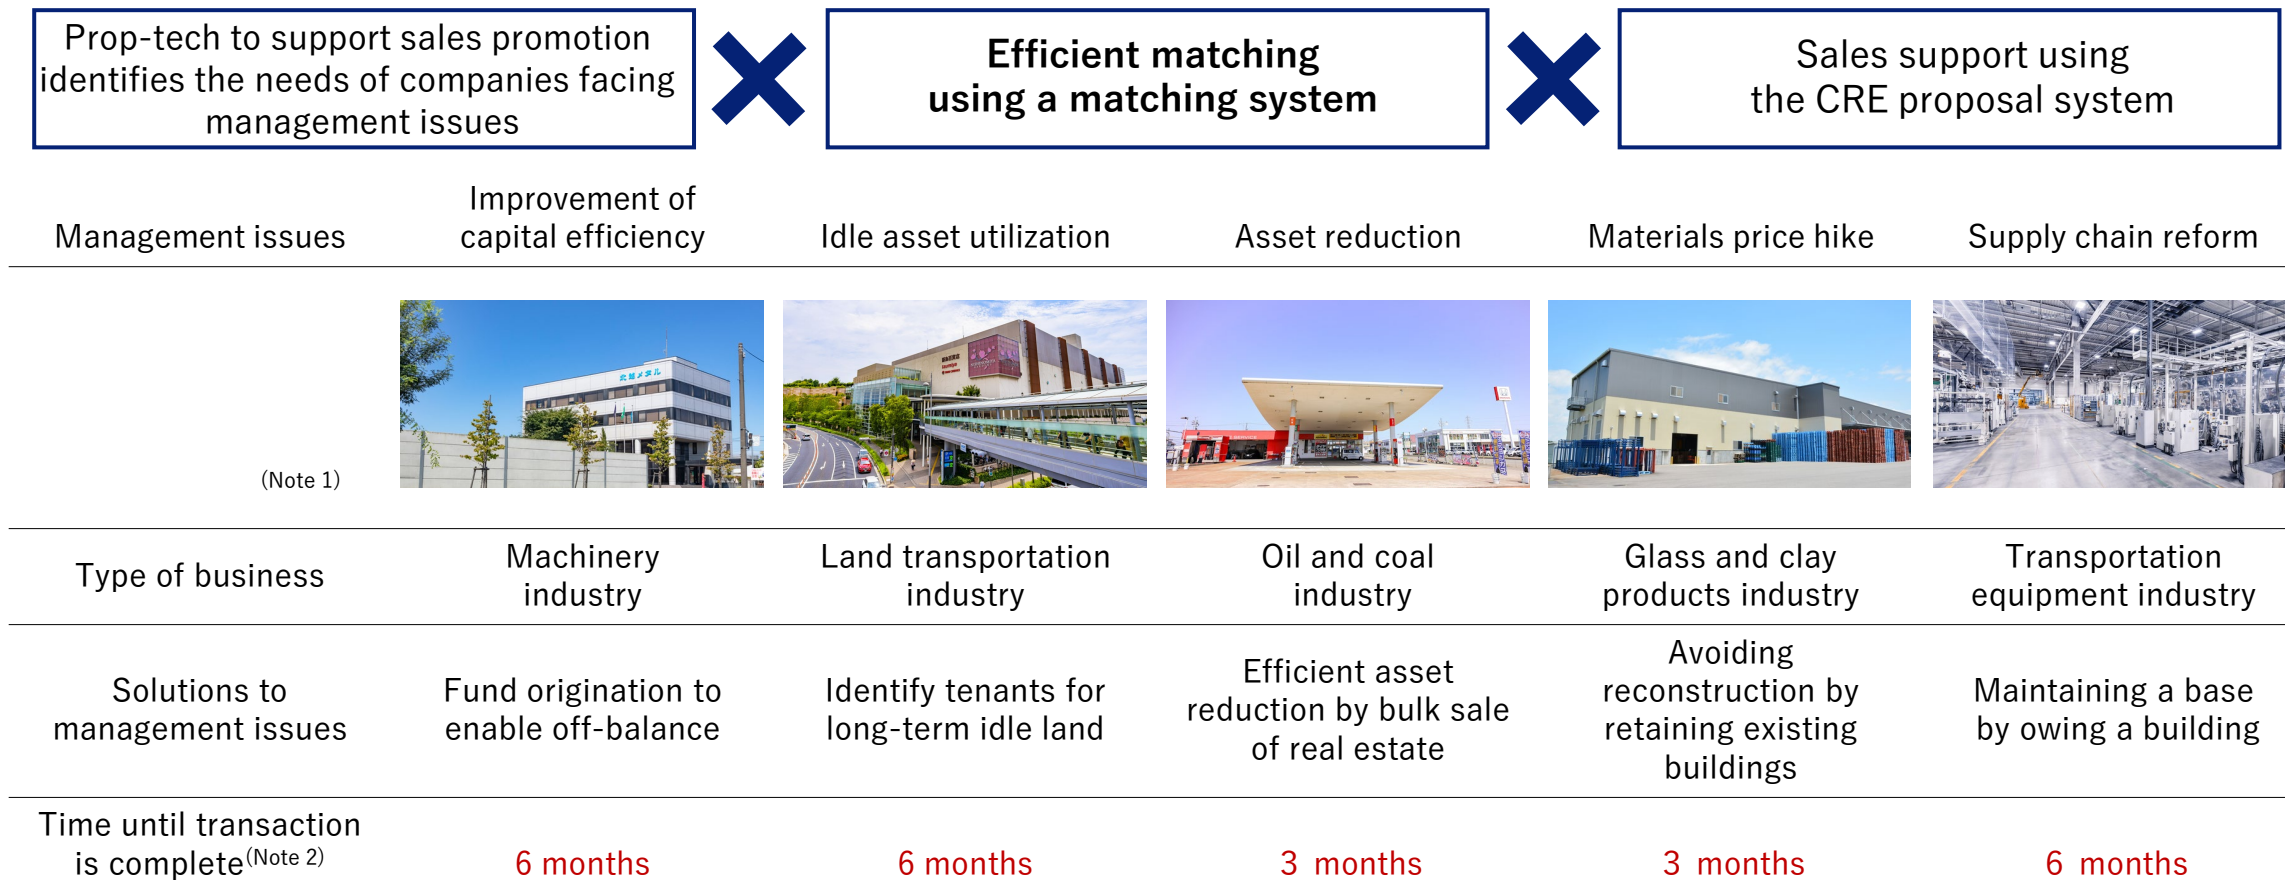 Prop-tech to support sales promotion
identifies the needs of companies facing
management issues
Efficient matching
using a matching system
Sales support using
the CRE proposal system
Management issues
Improvement of
capital efficiency
Idle asset utilization
Asset reduction
Materials price hike
Supply chain reform
(Note 1)
北越メタル
Type of business
Machinery
industry
Land transportation
industry
Oil and coal
industry
Glass and clay
products industry
Transportation
equipment industry
Solutions to
management issues
Fund origination to
enable off-balance
Identify tenants for
long-term idle land
Efficient asset
reduction by bulk sale
of real estate
Avoiding
reconstruction by
retaining existing
buildings
Maintaining a base
by owing a building
Time until transaction
is complete(Note 2)
6 months
6 months
3 months
3 months
6 months